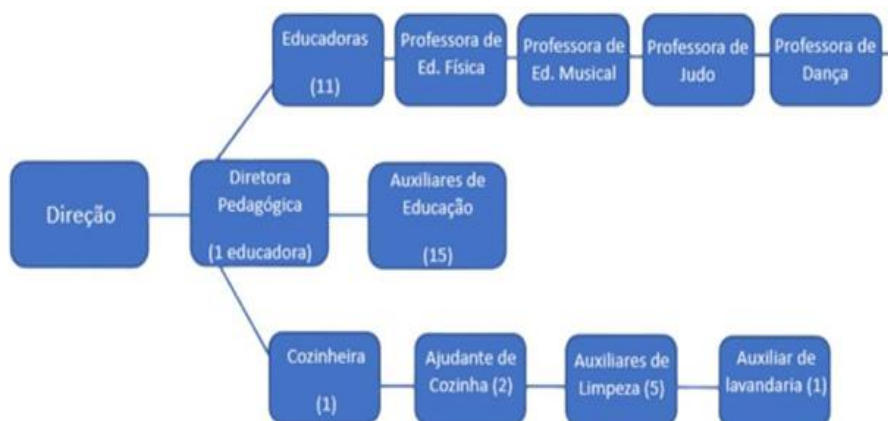 Educadoras
(11)
Professora de
Ed. Física
Professora de
Ed. Musical
Professora de
Judo
Professora de
Dança
Direção
Diretora
Pedagógica
(1 educadora)
Auxiliares de
Educação
(15)
Cozinheira
(1)
Ajudante de
Cozinha (2)
Auxiliares de
Limpeza (5)
Auxiliar de
lavandaria (1)